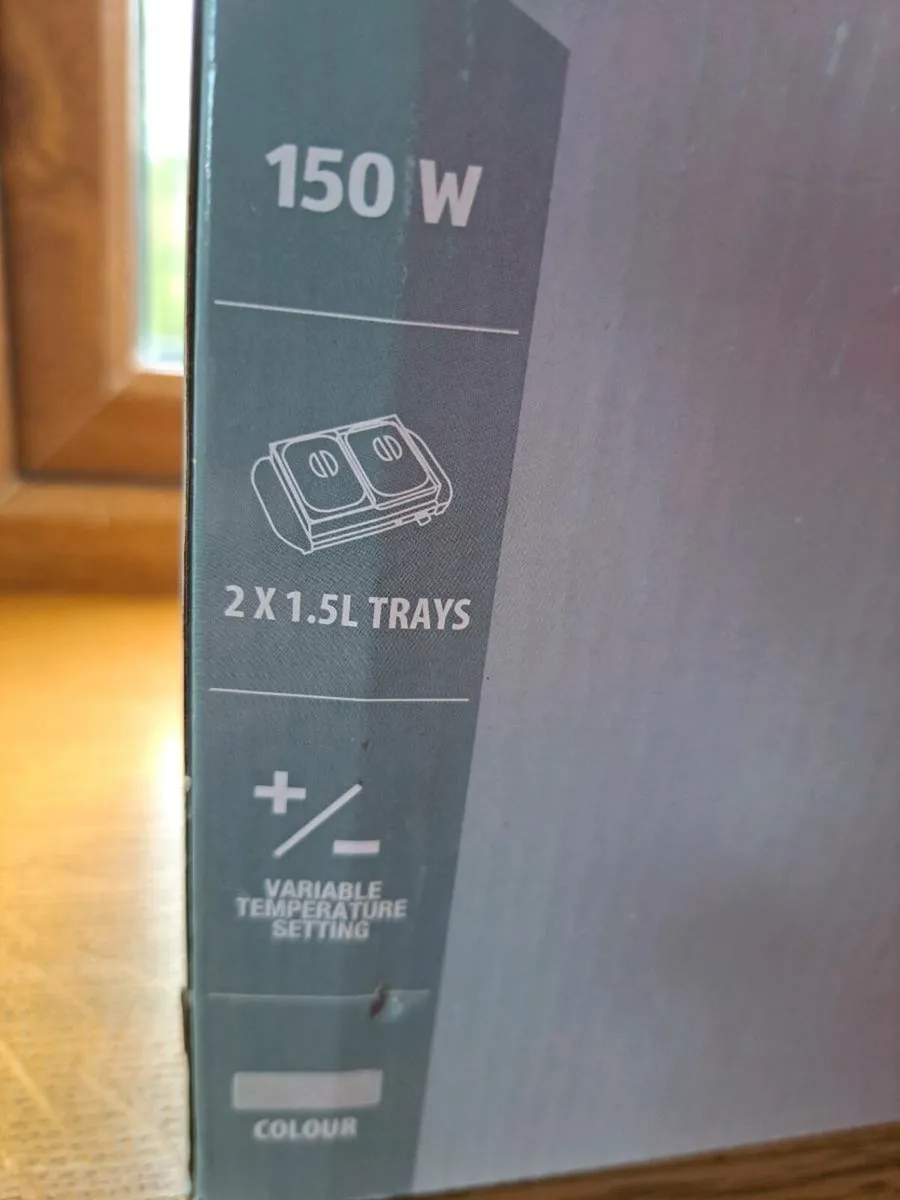 150 W
2 X 1.5L TRAYS
+/-
VARIABLE
TEMPERATURE
SETTING
COLOUR